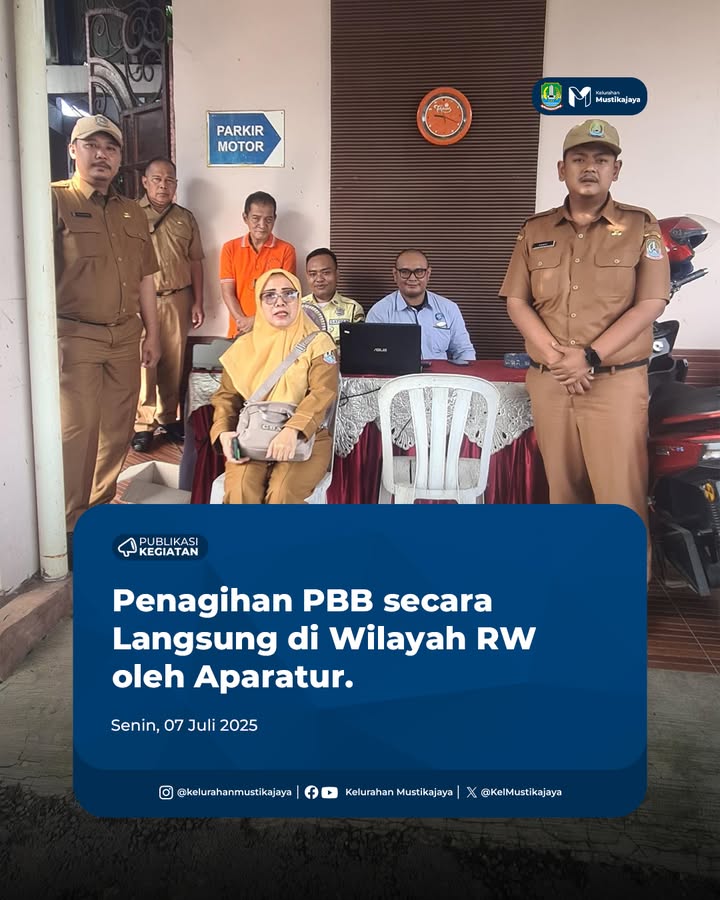 PARKIR
MOTOR
Kelurahan
Mustikajaya
ASUS
PUBLIKASI
KEGIATAN
Penagihan PBB secara
Langsung di Wilayah RW
oleh Aparatur.
Senin, 07 Juli 2025
@kelurahanmustikajaya | Kelurahan Mustikajaya | @KelMustikajaya